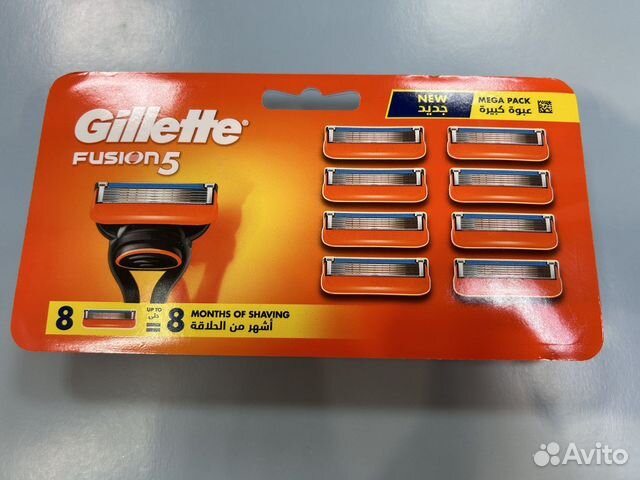 Gillette®
FUSION5
NEW
جديد
MEGA PACK
عبوة كبيرة
8 UP TO 8 MONTHS OF SHAVING
حتى أشهر من الحلاقة
Avito